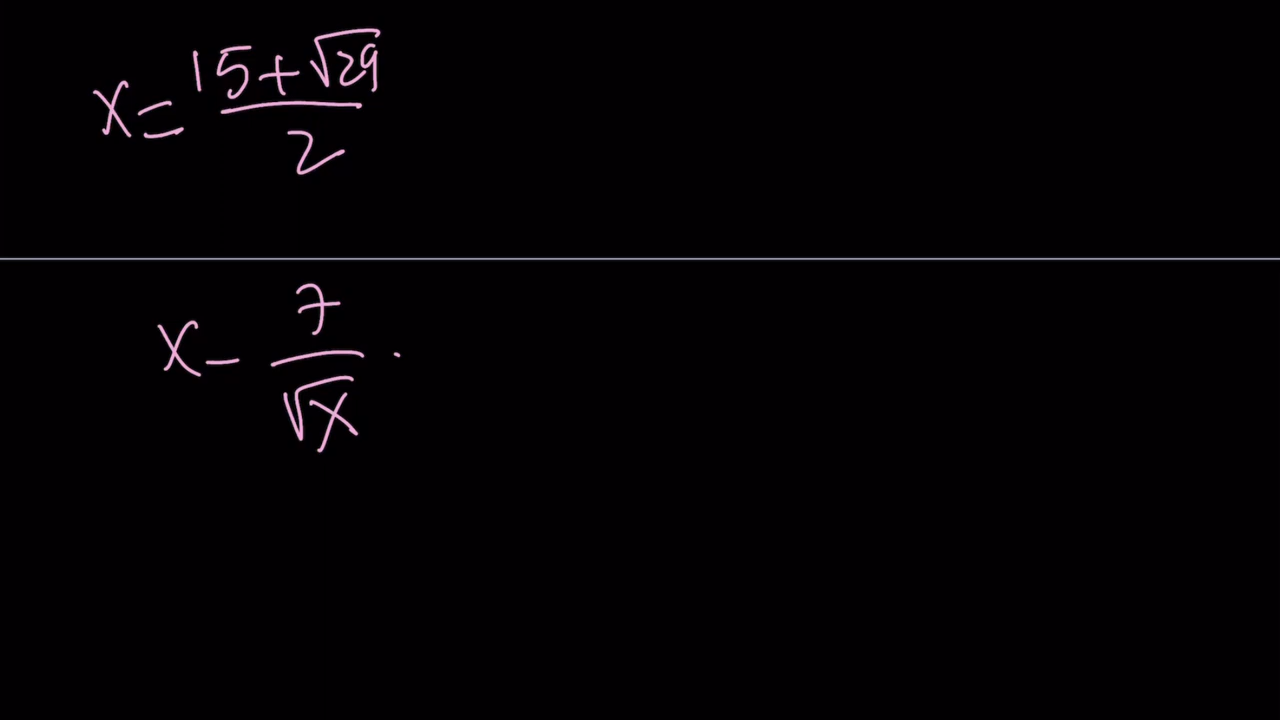 x = (15 + √29) / 2
x - 7 / √x